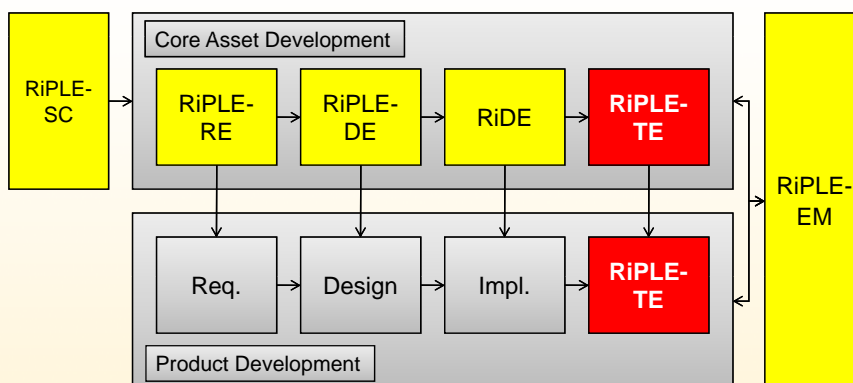 Core Asset Development
RiPLE-
SC
RiPLE-
RE
RiPLE-
DE
RiDE
RiPLE-
TE
RiPLE-
EM
Req.
Design
Impl.
RiPLE-
TE
Product Development